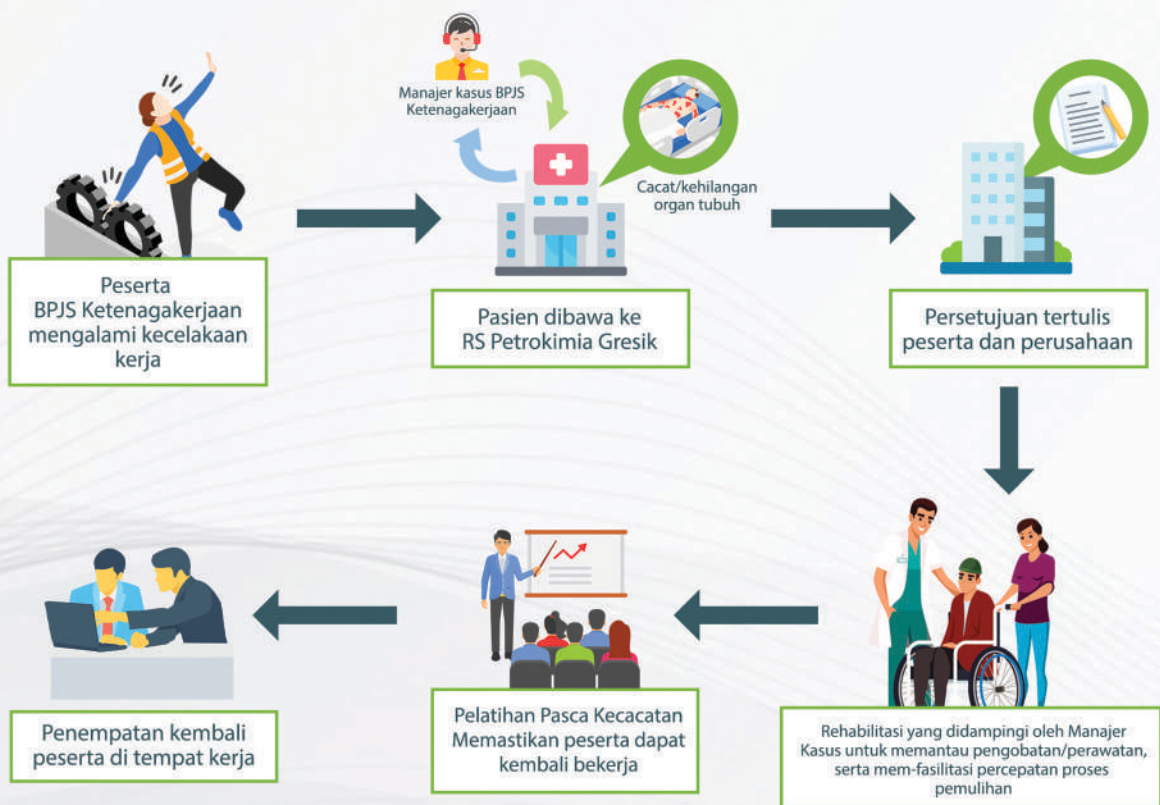 Manajer kasus BPJS
Ketenagakerjaan
Cacat/kehilangan
organ tubuh
Peserta
BPJS Ketenagakerjaan
mengalami kecelakaan
kerja
Pasien dibawa ke
RS Petrokimia Gresik
Persetujuan tertulis
peserta dan perusahaan
Rehabilitasi yang didampingi oleh Manajer
Kasus untuk memantau pengobatan/perawatan,
serta mem-fasilitasi percepatan proses
pemulihan
Pelatihan Pasca Kecacatan
Memastikan peserta dapat
kembali bekerja
Penempatan kembali
peserta di tempat kerja